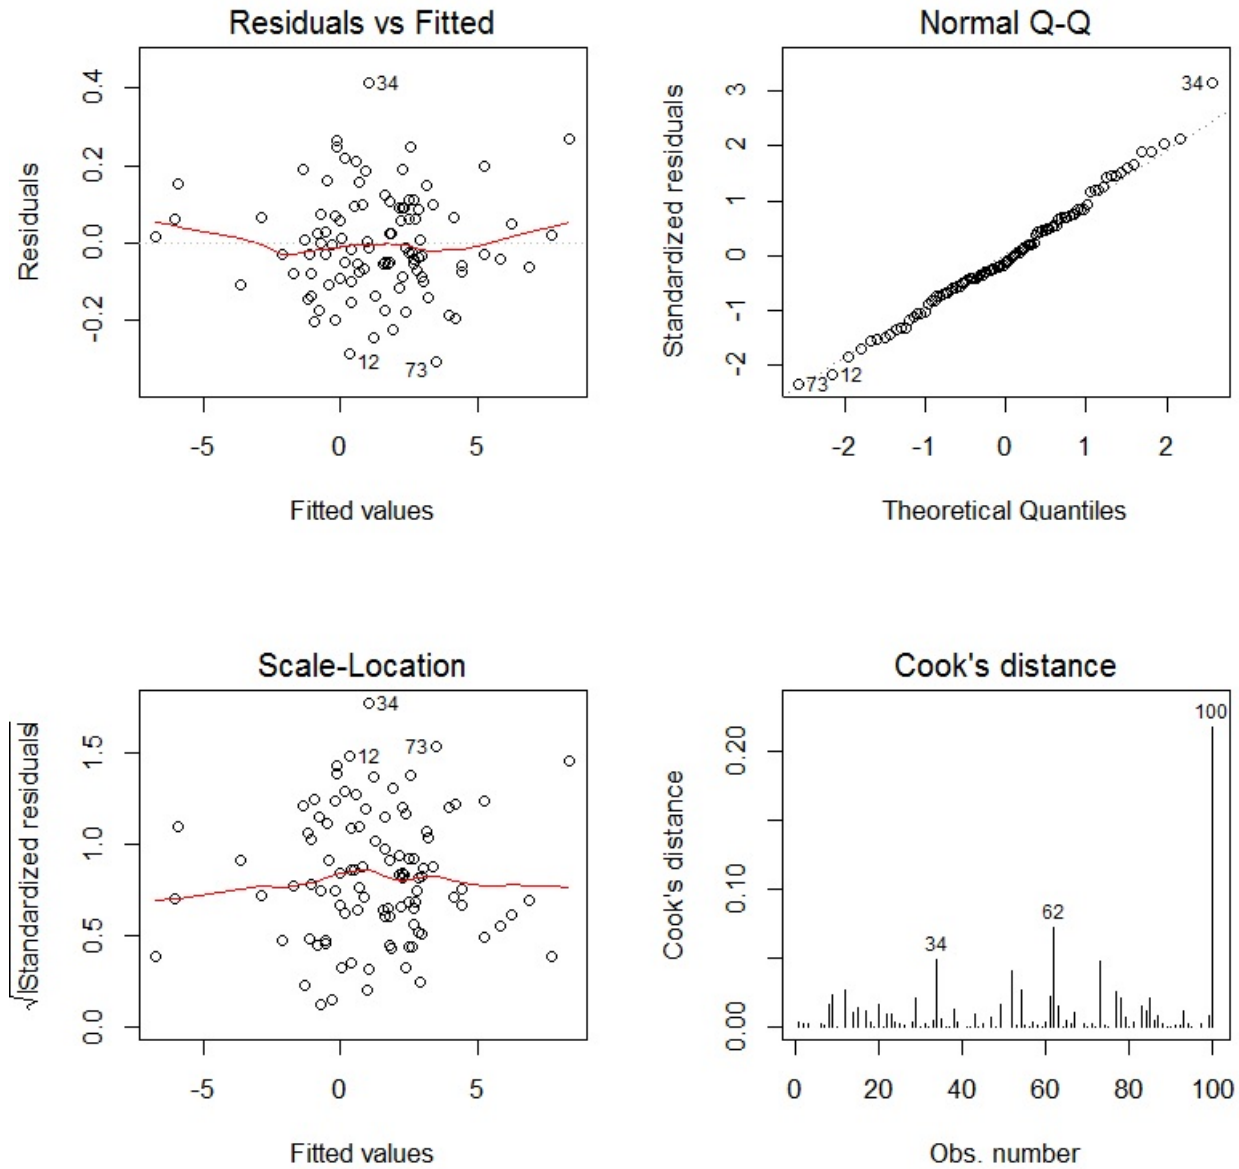 Residuals vs Fitted
Residuals
0.4
0.2
0.0
-0.2
34
12
73
-5 0 5
Fitted values
Normal Q-Q
Standardized residuals
3
2
1
0
-1
-2
34
73
12
-2 -1 0 1 2
Theoretical Quantiles
Scale-Location
√|Standardized residuals|
1.5
1.0
0.5
0.0
34
12
73
-5 0 5
Fitted values
Cook's distance
Cook's distance
0.20
0.10
0.00
100
62
34
0 20 40 60 80 100
Obs. number